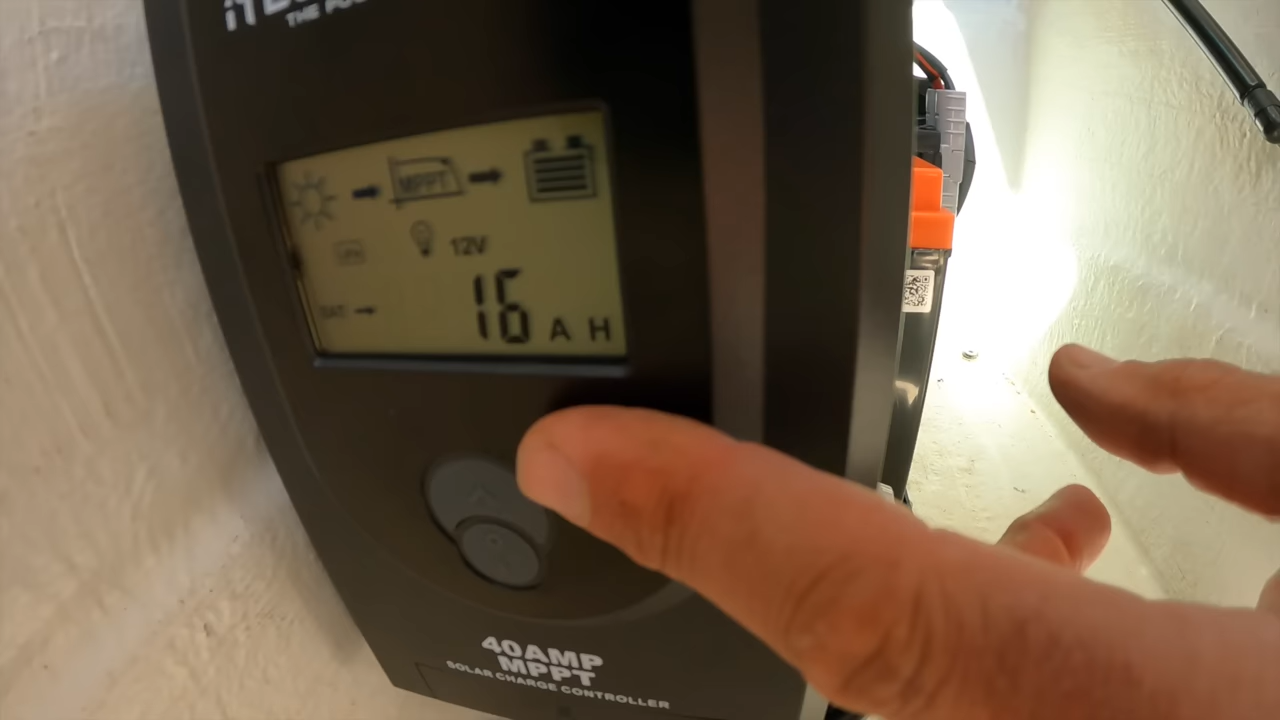 MPPT
12V
BAT
16 A H
40AMP
MPPT
SOLAR CHARGE CONTROLLER